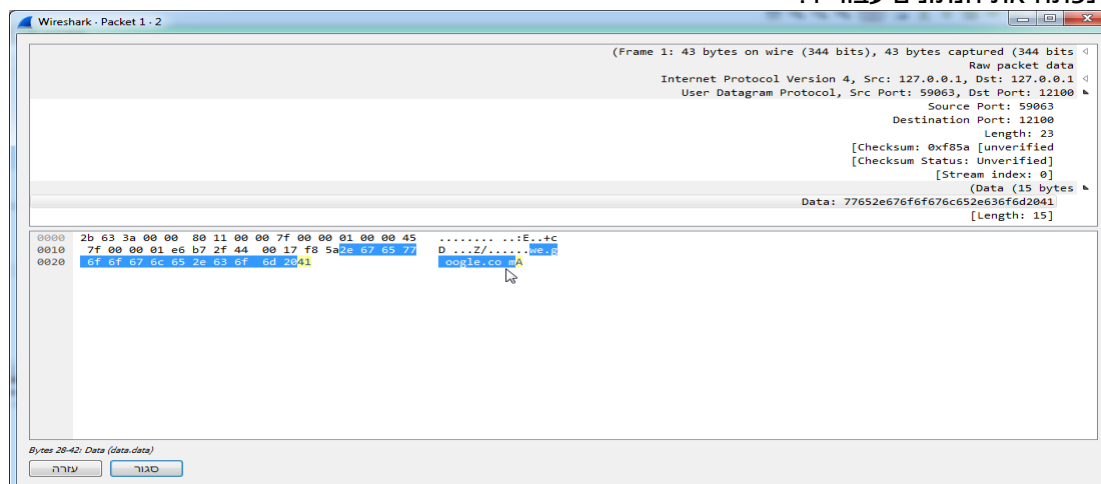 Wireshark · Packet 1 · 2
(Frame 1: 43 bytes on wire (344 bits), 43 bytes captured (344 bits
Raw packet data
Internet Protocol Version 4, Src: 127.0.0.1, Dst: 127.0.0.1
User Datagram Protocol, Src Port: 59063, Dst Port: 12100
Source Port: 59063
Destination Port: 12100
Length: 23
[Checksum: 0xf85a [unverified
[Checksum Status: Unverified]
[Stream index: 0]
(Data (15 bytes
Data: 77652e676f6f676c652e636f6d2041
[Length: 15]
0000 2b 63 3a 00 00 80 11 00 00 7f 00 00 01 00 00 45 ........ ..:E..+c
0010 7f 00 00 01 e6 b7 2f 44 00 17 f8 5a 2e 67 65 77 D ...Z/......we.g
0020 6f 6f 67 6c 65 2e 63 6f 6d 20 41 oogle.co mA
Bytes 28-42: Data (data.data)
עזרה סגור